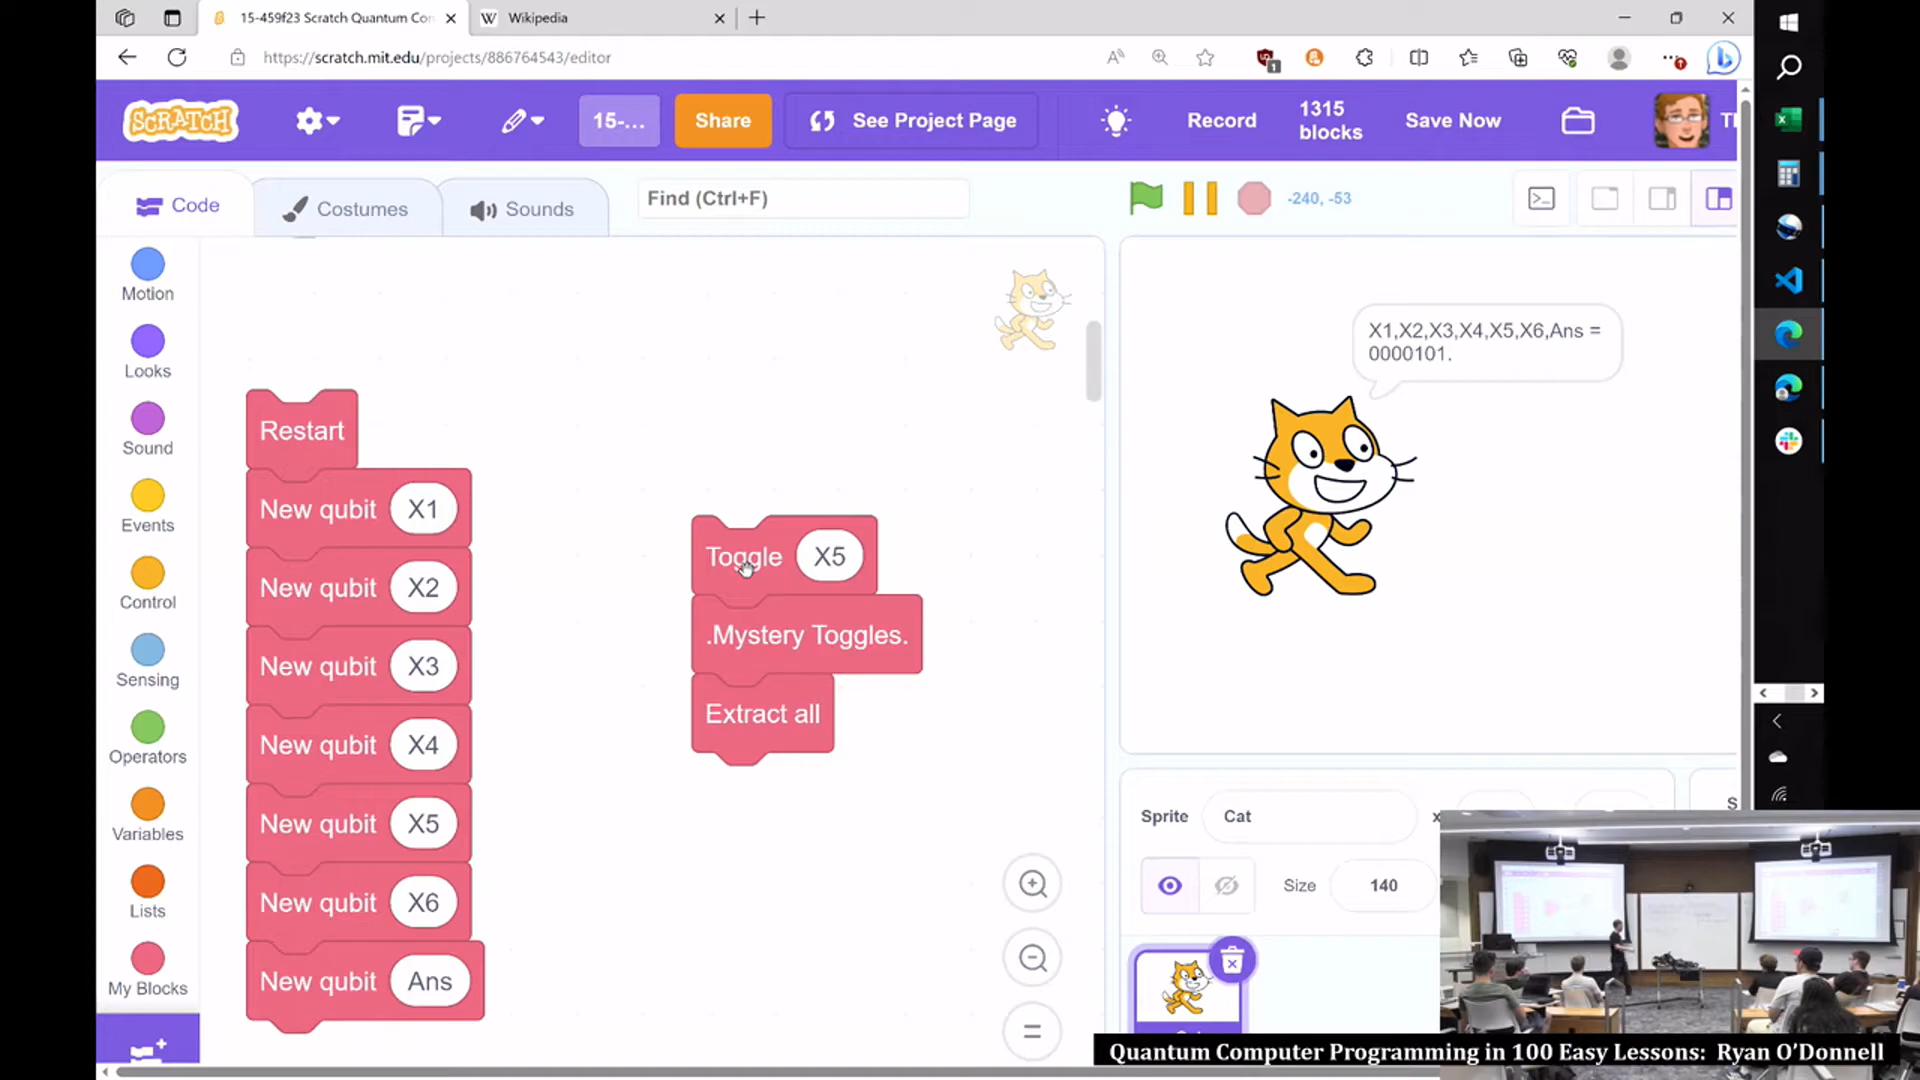 15-459f23 Scratch Quantum Con
Wikipedia
https://scratch.mit.edu/projects/886764543/editor
1
SCRATCH
15-...
Share
See Project Page
Record
1315
blocks
Save Now
Code
Costumes
Sounds
Find (Ctrl+F)
-240, -53
Motion
Looks
Sound
Events
Control
Sensing
Operators
Variables
Lists
My Blocks
Restart
New qubit X1
New qubit X2
New qubit X3
New qubit X4
New qubit X5
New qubit X6
New qubit Ans
Toggle X5
.Mystery Toggles.
Extract all
X1,X2,X3,X4,X5,X6,Ans =
0000101.
Sprite Cat
Size 140
Quantum Computer Programming in 100 Easy Lessons: Ryan O'Donnell